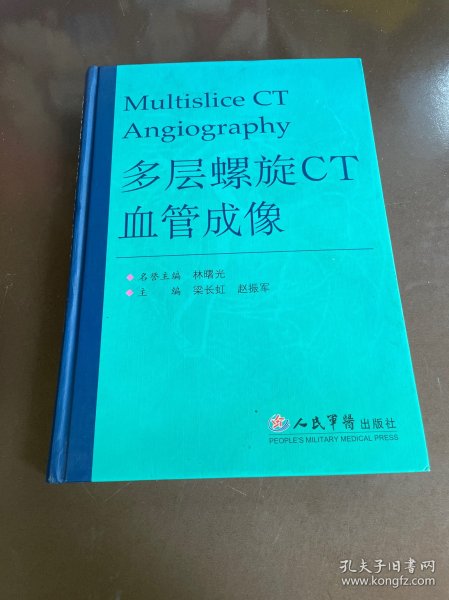 Multislice CT
Angiography
多层螺旋CT
血管成像
名誉主编 林曙光
主 编 梁长虹 赵振军
人民军医出版社
PEOPLE'S MILITARY MEDICAL PRESS
孔夫子旧书网
www.kongfz.com